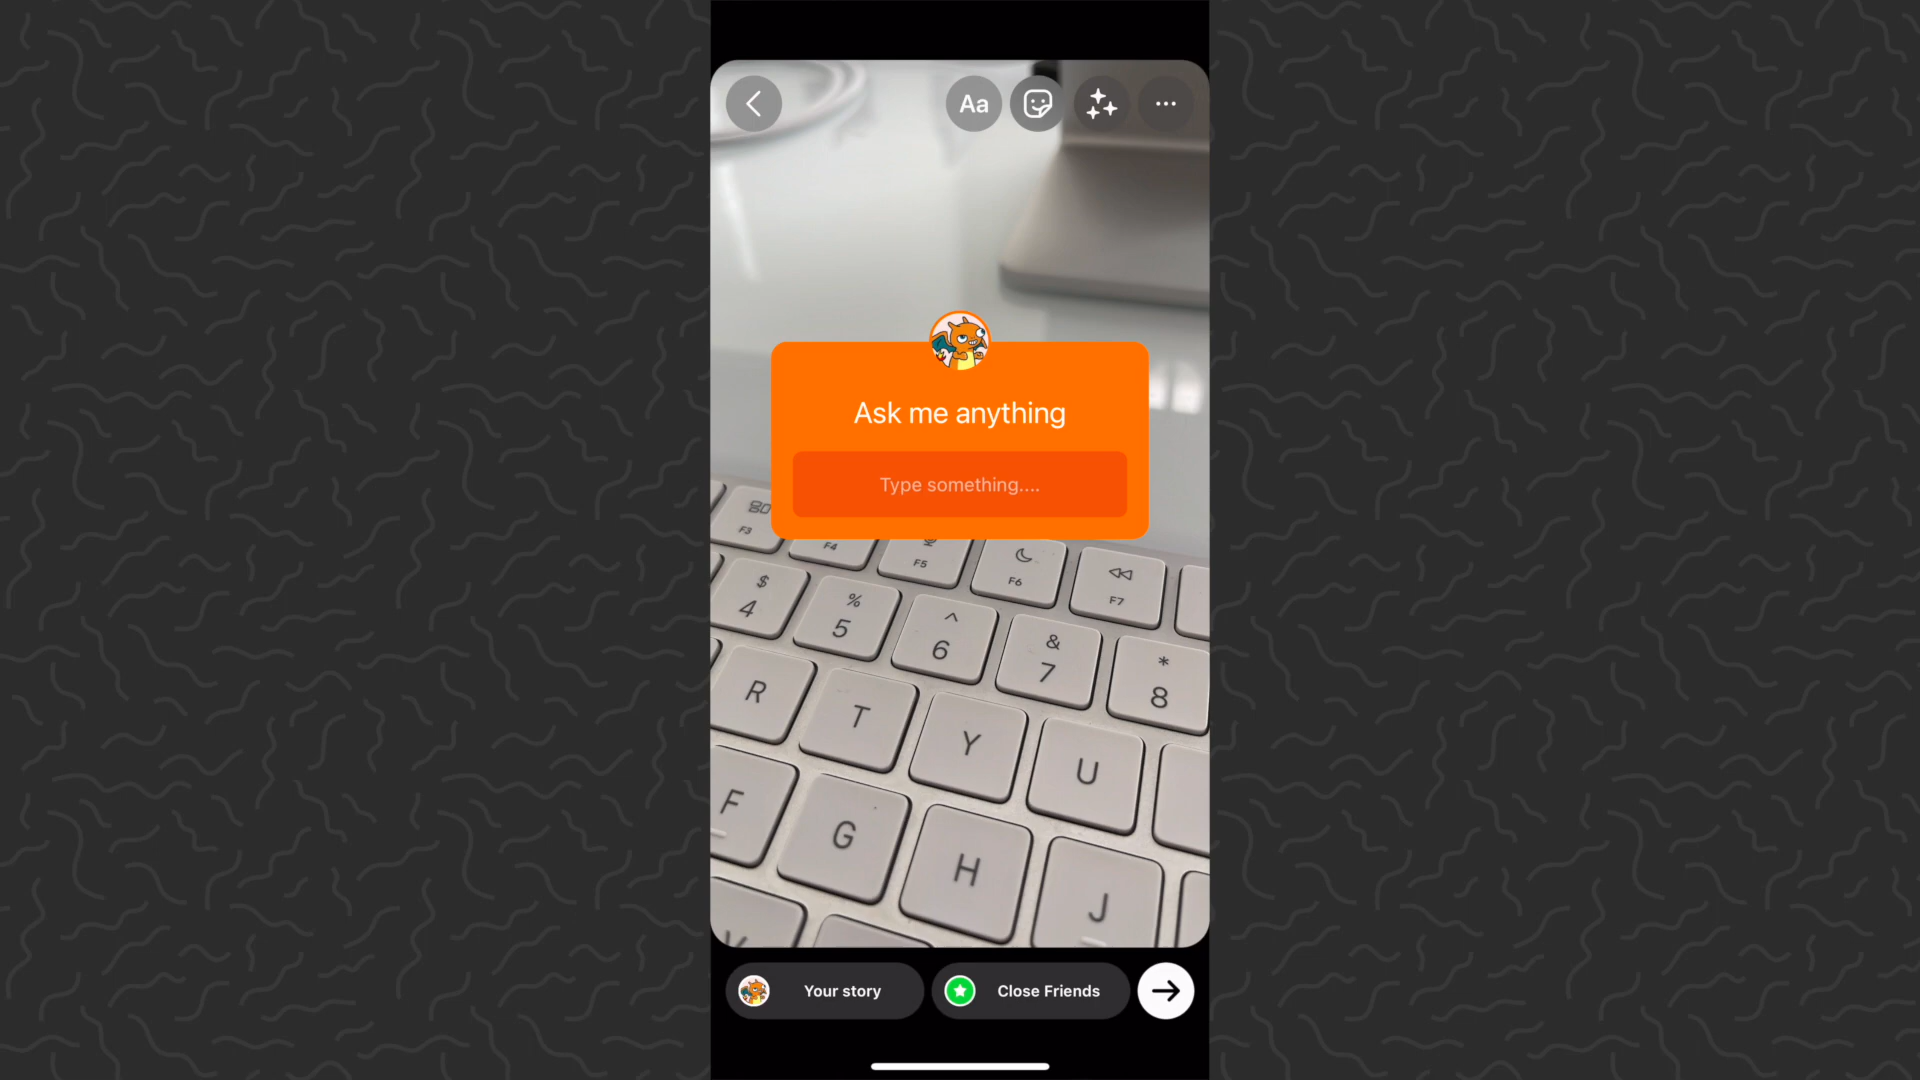 Aa
Ask me anything
Type something....
F3
F4
F5
F6
F7
$
4
%
5
^
6
&
7
*
8
R
T
Y
U
F
G
H
J
Your story
Close Friends